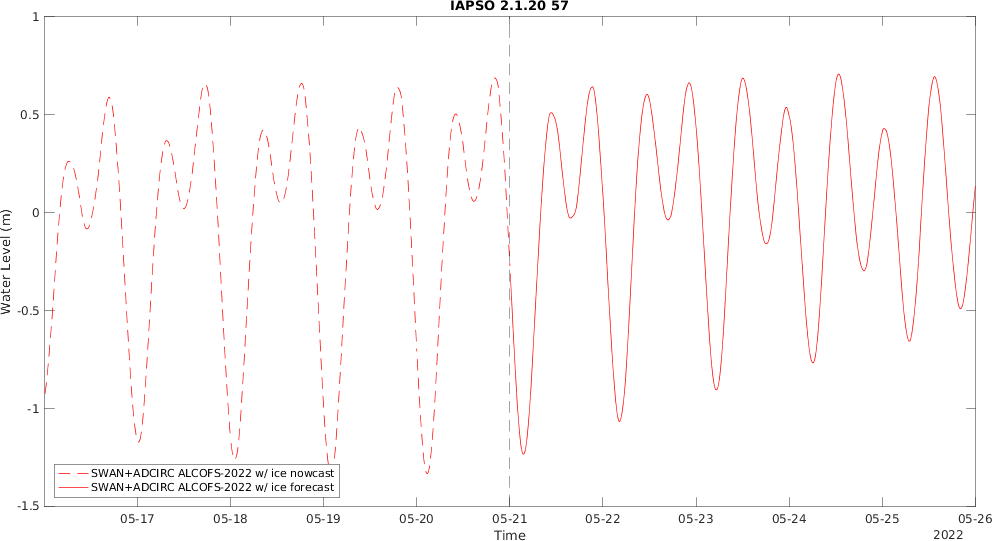 IAPSO 2.1.20 57
1
0.5
0
-0.5
-1
-1.5
Water Level (m)
SWAN+ADCIRC ALCOFS-2022 w/ ice nowcast
SWAN+ADCIRC ALCOFS-2022 w/ ice forecast
05-17 05-18 05-19 05-20 05-21 05-22 05-23 05-24 05-25 05-26
Time
2022